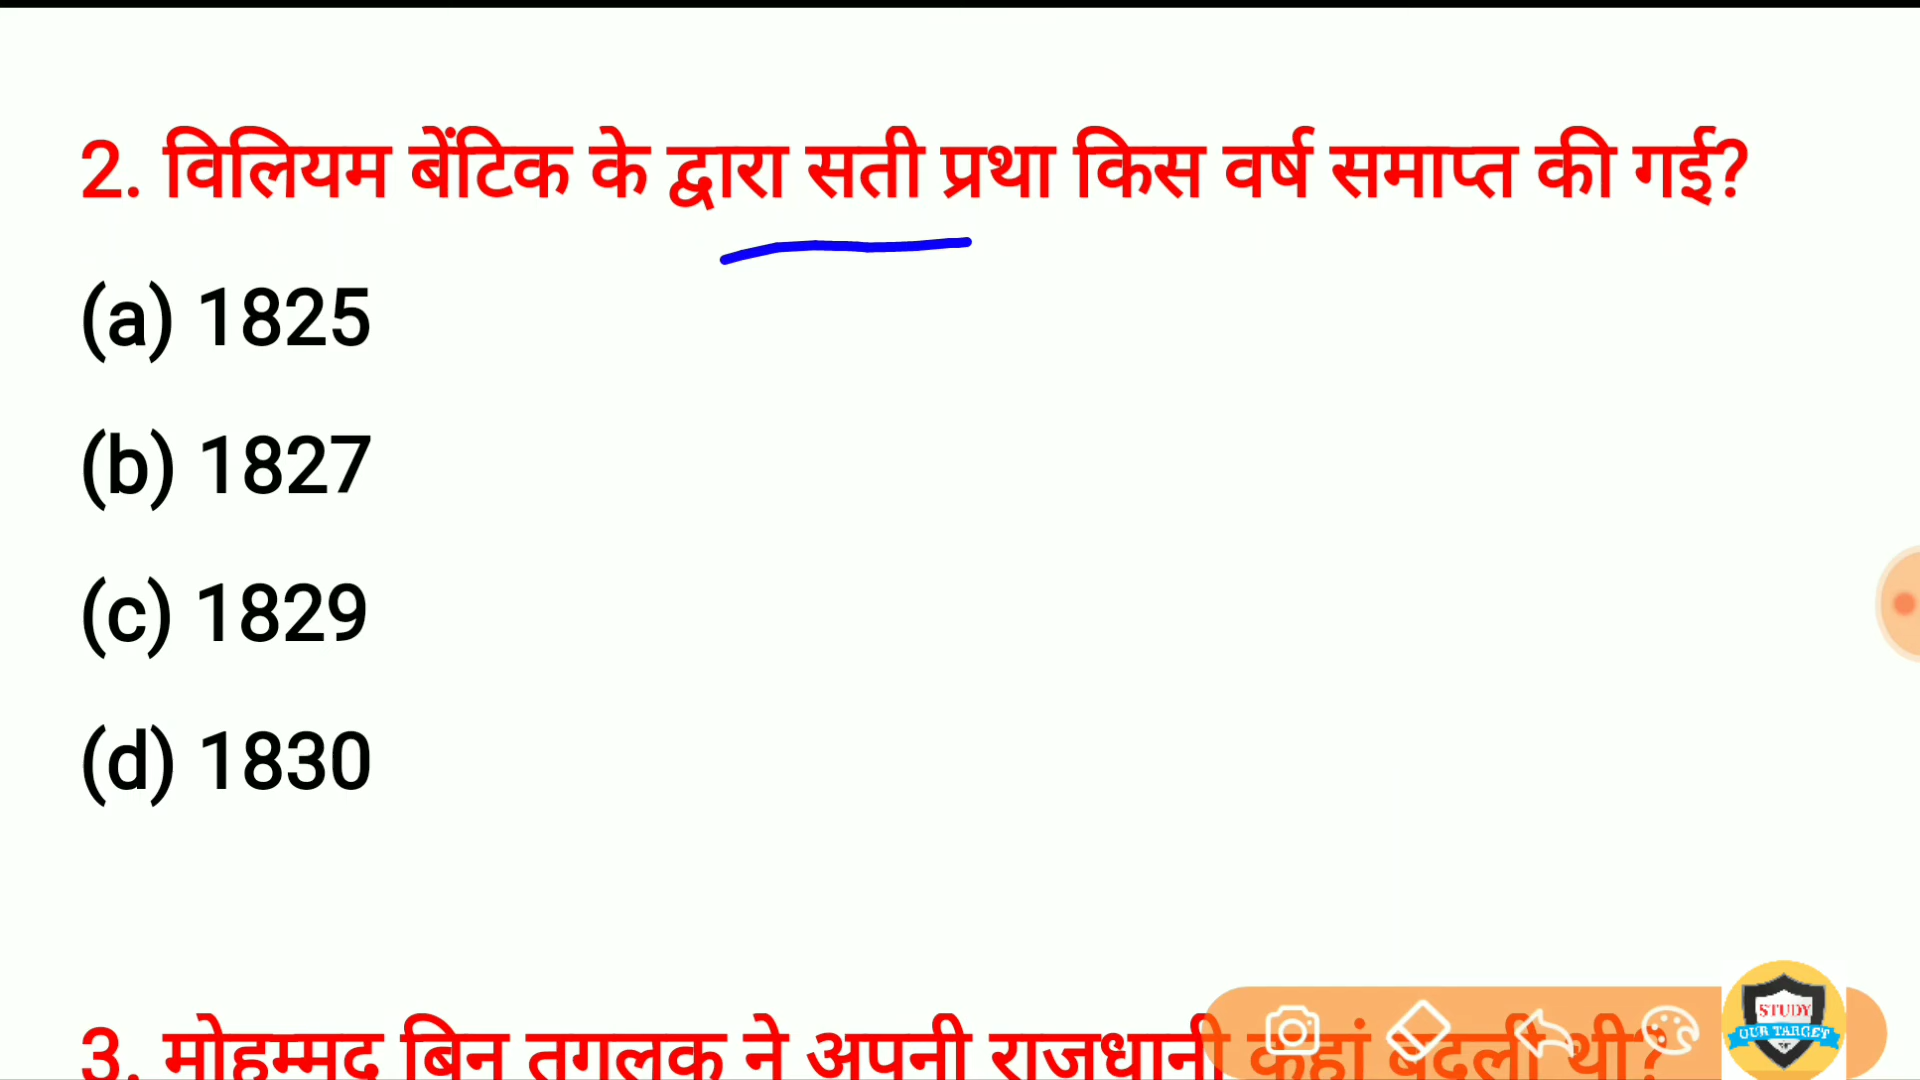 2. विलियम बेंटिक के द्वारा सती प्रथा किस वर्ष समाप्त की गई?
(a) 1825
(b) 1827
(c) 1829
(d) 1830
3. मोहम्मद बिन तुगलक ने अपनी राजधानी कहां बदली थी?
STUDY
OUR TARGET